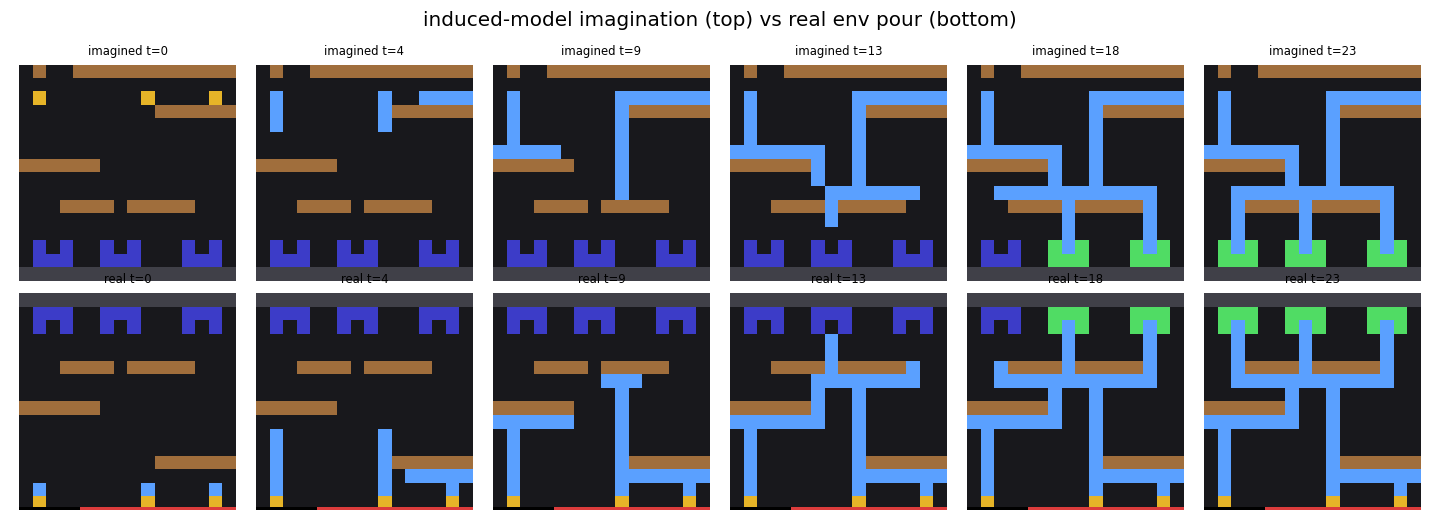 induced-model imagination (top) vs real env pour (bottom)
imagined t=0
imagined t=4
imagined t=9
imagined t=13
imagined t=18
imagined t=23
real t=0
real t=4
real t=9
real t=13
real t=18
real t=23